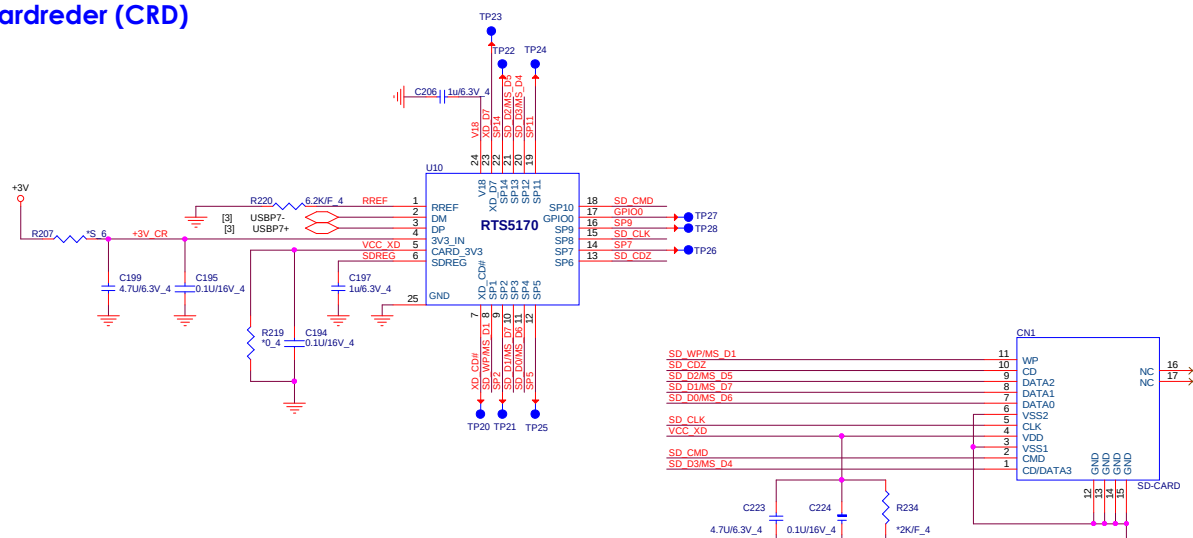 ardreder (CRD)
TP23
TP22
TP24
C206
1u/6.3V_4
V18
XD_D7
SP14
SD_D2/MS_D5
SD_D3/MS_D4
SP11
24
23
22
21
20
19
U10
V18
XD_D7
SP14
SP13
SP12
SP11
+3V
R207
*S_6
+3V_CR
R220
6.2K/F_4
RREF
[3] USBP7-
[3] USBP7+
VCC_XD
SDREG
1 RREF
2 DM
3 DP
4 3V3_IN
5 CARD_3V3
6 SDREG
25 GND
RTS5170
SP10 18 SD_CMD
GPIO0 17 GPIO0 TP27
SP9 16 SP9 TP28
SP8 15 SD_CLK
SP7 14 SP7 TP26
SP6 13 SD_CDZ
C199
4.7U/6.3V_4
C195
0.1U/16V_4
C197
1u/6.3V_4
R219
*0_4
C194
0.1U/16V_4
XD_CD#
SP1
SP2
SP3
SP4
SP5
7
8
9
10
11
12
XD_CD#
SD_WP/MS_D1
SP2
SD_D1/MS_D7
SD_D0/MS_D6
SP5
TP20
TP21
TP25
CN1
SD_WP/MS_D1 11 WP
SD_CDZ 10 CD
SD_D2/MS_D5 9 DATA2
SD_D1/MS_D7 8 DATA1
SD_D0/MS_D6 7 DATA0
6 VSS2
SD_CLK 5 CLK
VCC_XD 4 VDD
3 VSS1
SD_CMD 2 CMD
SD_D3/MS_D4 1 CD/DATA3
NC 16
NC 17
GND
GND
GND
GND
12
13
14
15
SD-CARD
C223
4.7U/6.3V_4
C224
0.1U/16V_4
R234
*2K/F_4